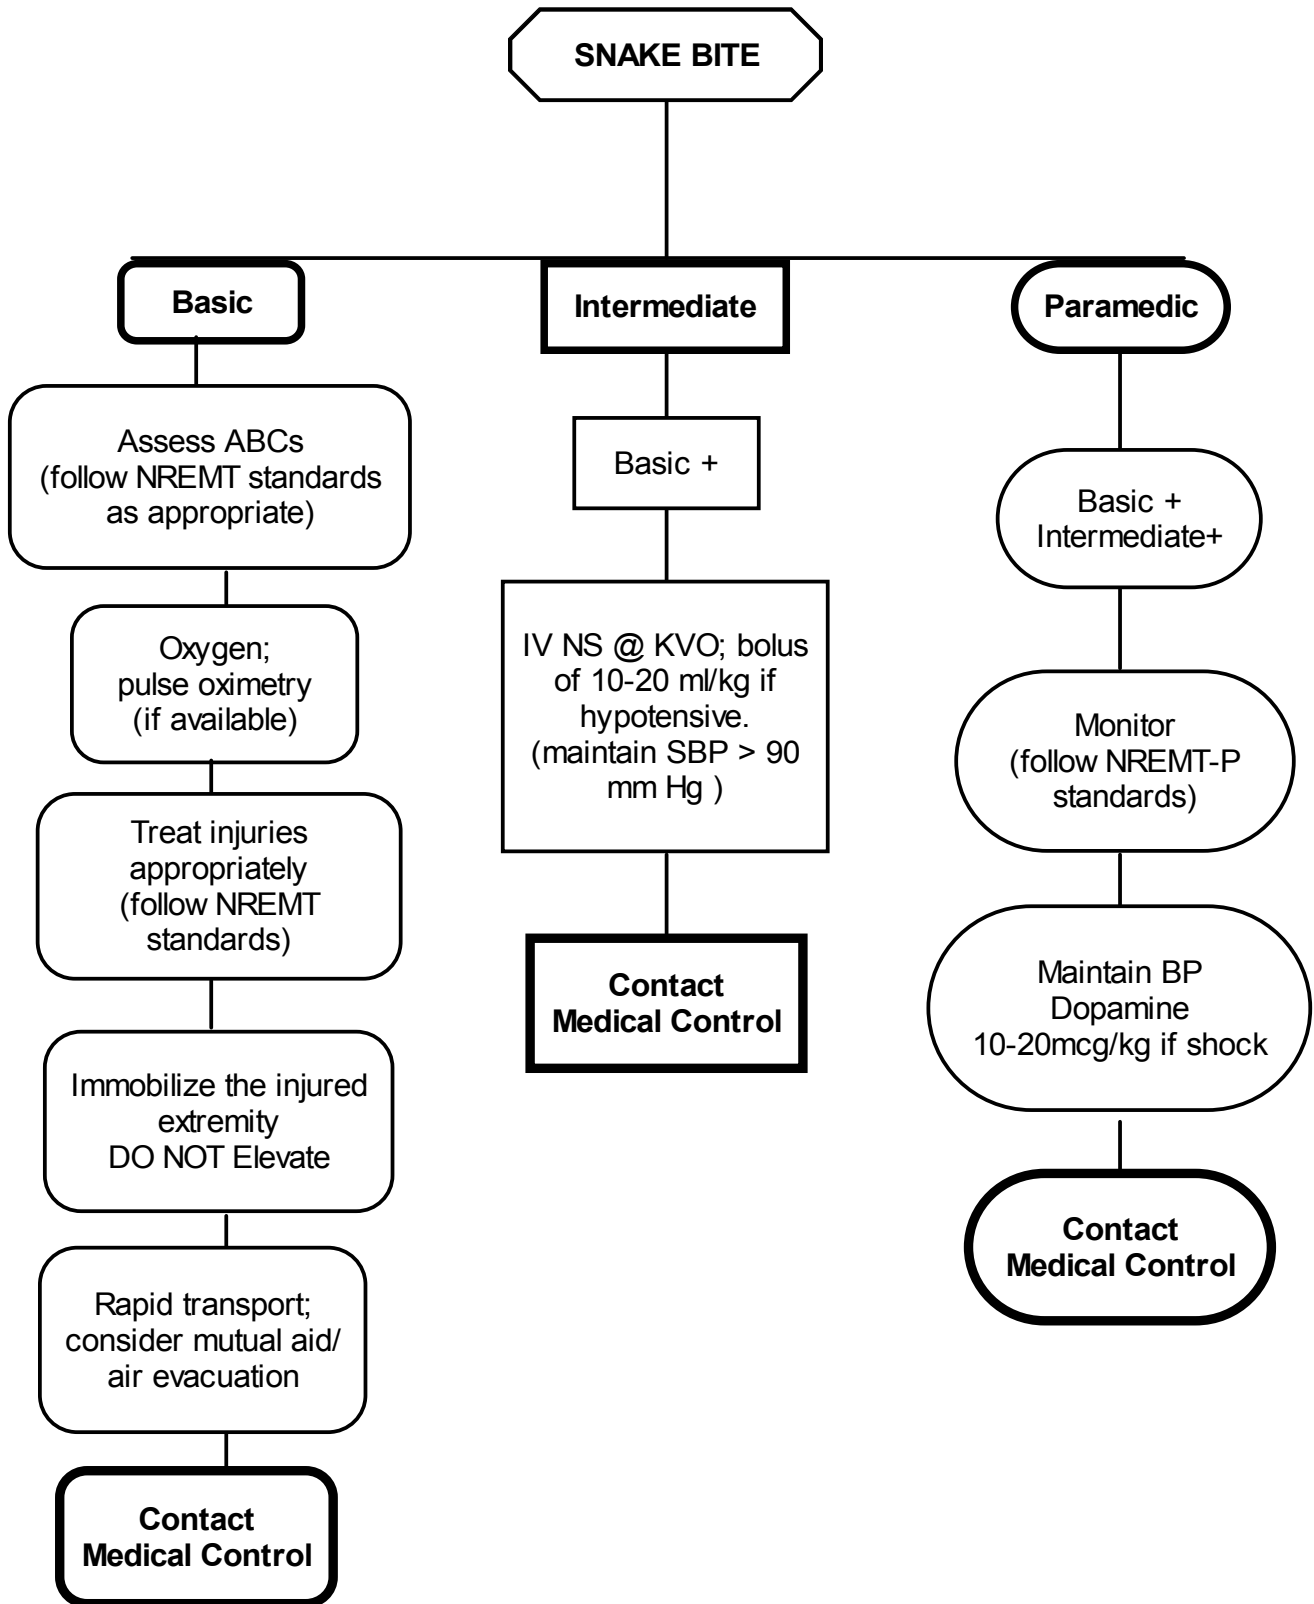 SNAKE BITE
Basic
Assess ABCs
(follow NREMT standards
as appropriate)
Oxygen;
pulse oximetry
(if available)
Treat injuries
appropriately
(follow NREMT
standards)
Immobilize the injured
extremity
DO NOT Elevate
Rapid transport;
consider mutual aid/
air evacuation
Contact
Medical Control
Intermediate
Basic +
IV NS @ KVO; bolus
of 10-20 ml/kg if
hypotensive.
(maintain SBP > 90
mm Hg )
Contact
Medical Control
Paramedic
Basic +
Intermediate+
Monitor
(follow NREMT-P
standards)
Maintain BP
Dopamine
10-20mcg/kg if shock
Contact
Medical Control